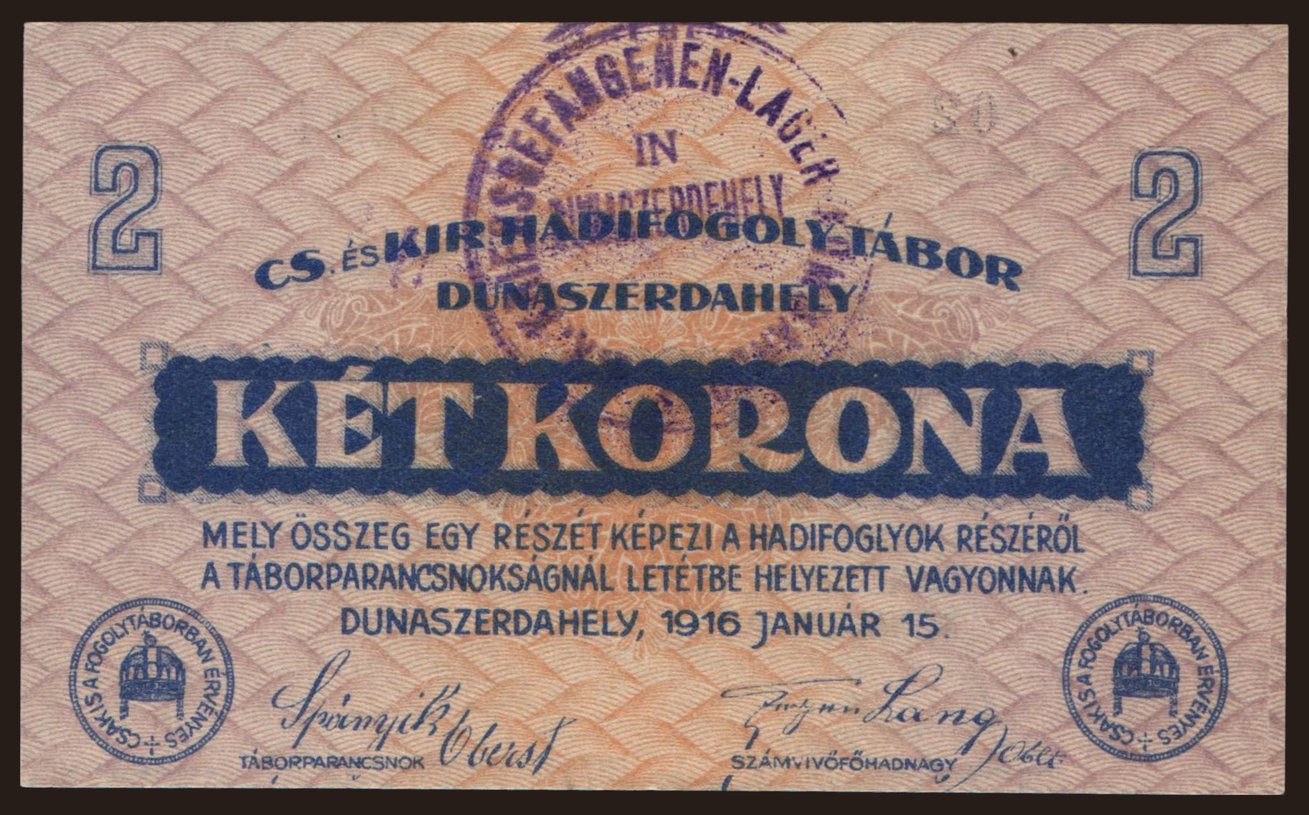 KRIEGSGEFANGENEN-LAGER
IN
2
2
CS. ÉS KIR HADIFOGOLY TÁBOR
DUNASZERDAHELY
KÉT KORONA
MELY ÖSSZEG EGY RÉSZÉT KÉPEZI A HADIFOGLYOK RÉSZÉRŐL
A TÁBORPARANCSNOKSÁGNÁL LETÉTBE HELYEZETT VAGYONNAK.
DUNASZERDAHELY, 1916 JANUÁR 15.
CSAK IS A FOGOLYTÁBORBAN ÉRVÉNYES
CSAK IS A FOGOLYTÁBORBAN ÉRVÉNYES
Spányik Oberst
Lang
TÁBORPARANCSNOK
SZÁMVIVŐFŐHADNAGY